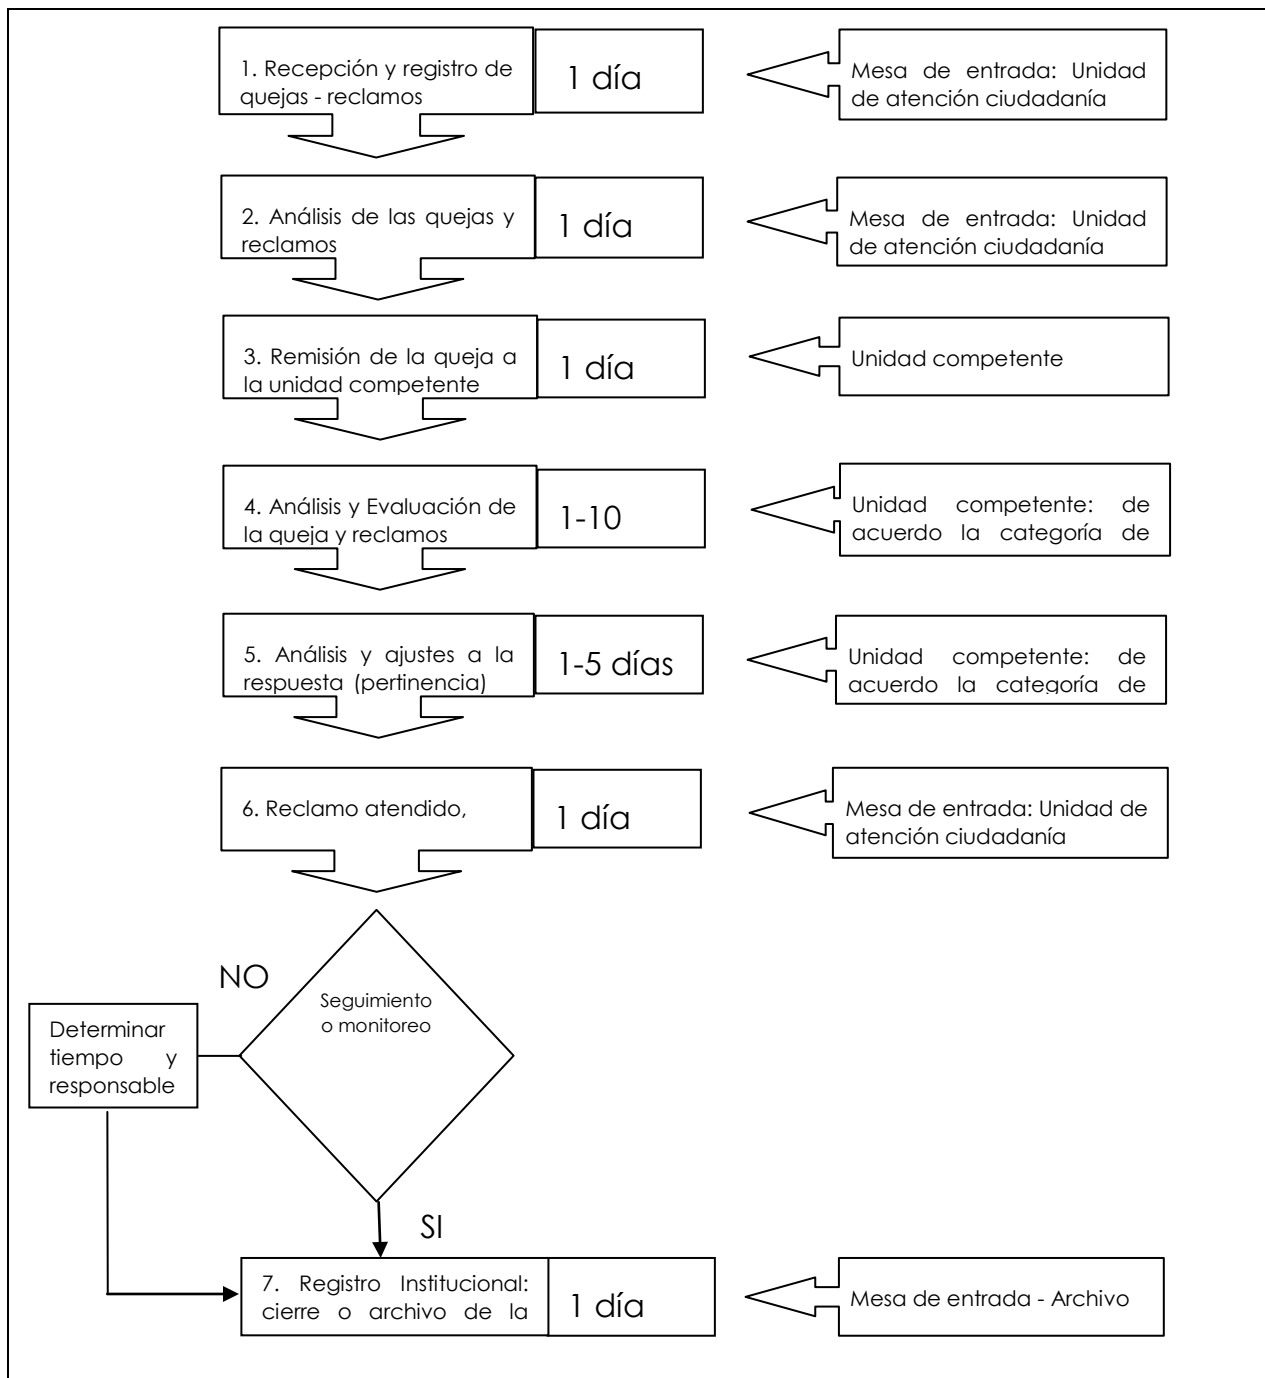 1. Recepción y registro de
quejas - reclamos
1 día
Mesa de entrada: Unidad
de atención ciudadanía
2. Análisis de las quejas y
reclamos
1 día
Mesa de entrada: Unidad
de atención ciudadanía
3. Remisión de la queja a
la unidad competente
1 día
Unidad competente
4. Análisis y Evaluación de
la queja y reclamos
1-10
Unidad competente: de
acuerdo la categoría de
5. Análisis y ajustes a la
respuesta (pertinencia)
1-5 días
Unidad competente: de
acuerdo la categoría de
6. Reclamo atendido,
1 día
Mesa de entrada: Unidad de
atención ciudadanía
NO
Seguimiento
o monitoreo
Determinar
tiempo y
responsable
SI
7. Registro Institucional:
cierre o archivo de la
1 día
Mesa de entrada - Archivo